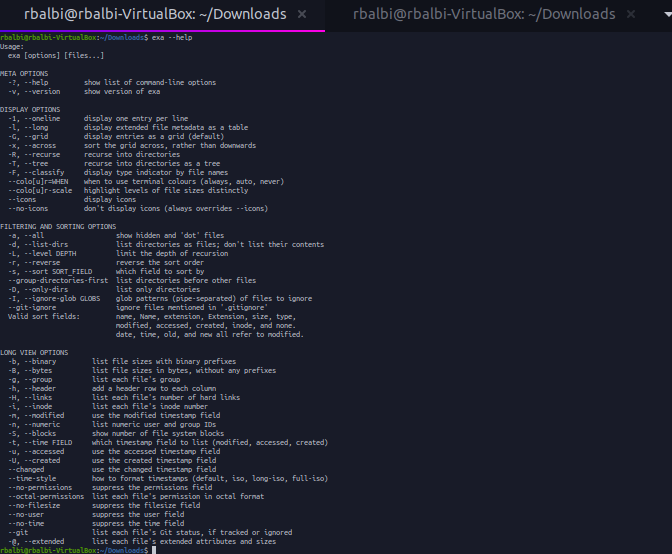 rbalbi@rbalbi-VirtualBox: ~/Downloads × rbalbi@rbalbi-VirtualBox: ~/Downloads ×
rbalbi@rbalbi-VirtualBox:~/Downloads$ exa --help
Usage:
  exa [options] [files...]

META OPTIONS
  -?, --help         show list of command-line options
  -v, --version      show version of exa

DISPLAY OPTIONS
  -1, --oneline      display one entry per line
  -l, --long         display extended file metadata as a table
  -G, --grid         display entries as a grid (default)
  -x, --across       sort the grid across, rather than downwards
  -R, --recurse      recurse into directories
  -T, --tree         recurse into directories as a tree
  -F, --classify     display type indicator by file names
  --colo[u]r=WHEN    when to use terminal colours (always, auto, never)
  --colo[u]r-scale   highlight levels of file sizes distinctly
  --icons            display icons
  --no-icons         don't display icons (always overrides --icons)

FILTERING AND SORTING OPTIONS
  -a, --all                  show hidden and 'dot' files
  -d, --list-dirs            list directories as files; don't list their contents
  -L, --level DEPTH          limit the depth of recursion
  -r, --reverse              reverse the sort order
  -s, --sort SORT_FIELD      which field to sort by
  --group-directories-first  list directories before other files
  -D, --only-dirs            list only directories
  -I, --ignore-glob GLOBS    glob patterns (pipe-separated) of files to ignore
  --git-ignore               ignore files mentioned in '.gitignore'
  Valid sort fields:         name, Name, extension, Extension, size, type,
                             modified, accessed, created, inode, and none.
                             date, time, old, and new all refer to modified.

LONG VIEW OPTIONS
  -b, --binary         list file sizes with binary prefixes
  -B, --bytes          list file sizes in bytes, without any prefixes
  -g, --group          list each file's group
  -h, --header         add a header row to each column
  -H, --links          list each file's number of hard links
  -i, --inode          list each file's inode number
  -m, --modified       use the modified timestamp field
  -n, --numeric        list numeric user and group IDs
  -S, --blocks         show number of file system blocks
  -t, --time FIELD     which timestamp field to list (modified, accessed, created)
  -u, --accessed       use the accessed timestamp field
  -U, --created        use the created timestamp field
  --changed            use the changed timestamp field
  --time-style         how to format timestamps (default, iso, long-iso, full-iso)
  --no-permissions     suppress the permissions field
  --octal-permissions  list each file's permission in octal format
  --no-filesize        suppress the filesize field
  --no-user            suppress the user field
  --no-time            suppress the time field
  --git                list each file's Git status, if tracked or ignored
  -@, --extended       list each file's extended attributes and sizes
rbalbi@rbalbi-VirtualBox:~/Downloads$